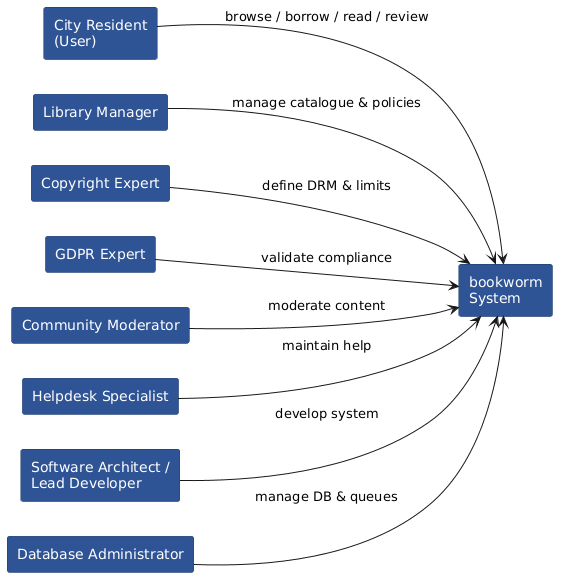 browse / borrow / read / review
City Resident
(User)
manage catalogue & policies
Library Manager
define DRM & limits
Copyright Expert
validate compliance
GDPR Expert
bookworm
System
moderate content
Community Moderator
maintain help
Helpdesk Specialist
develop system
Software Architect /
Lead Developer
manage DB & queues
Database Administrator